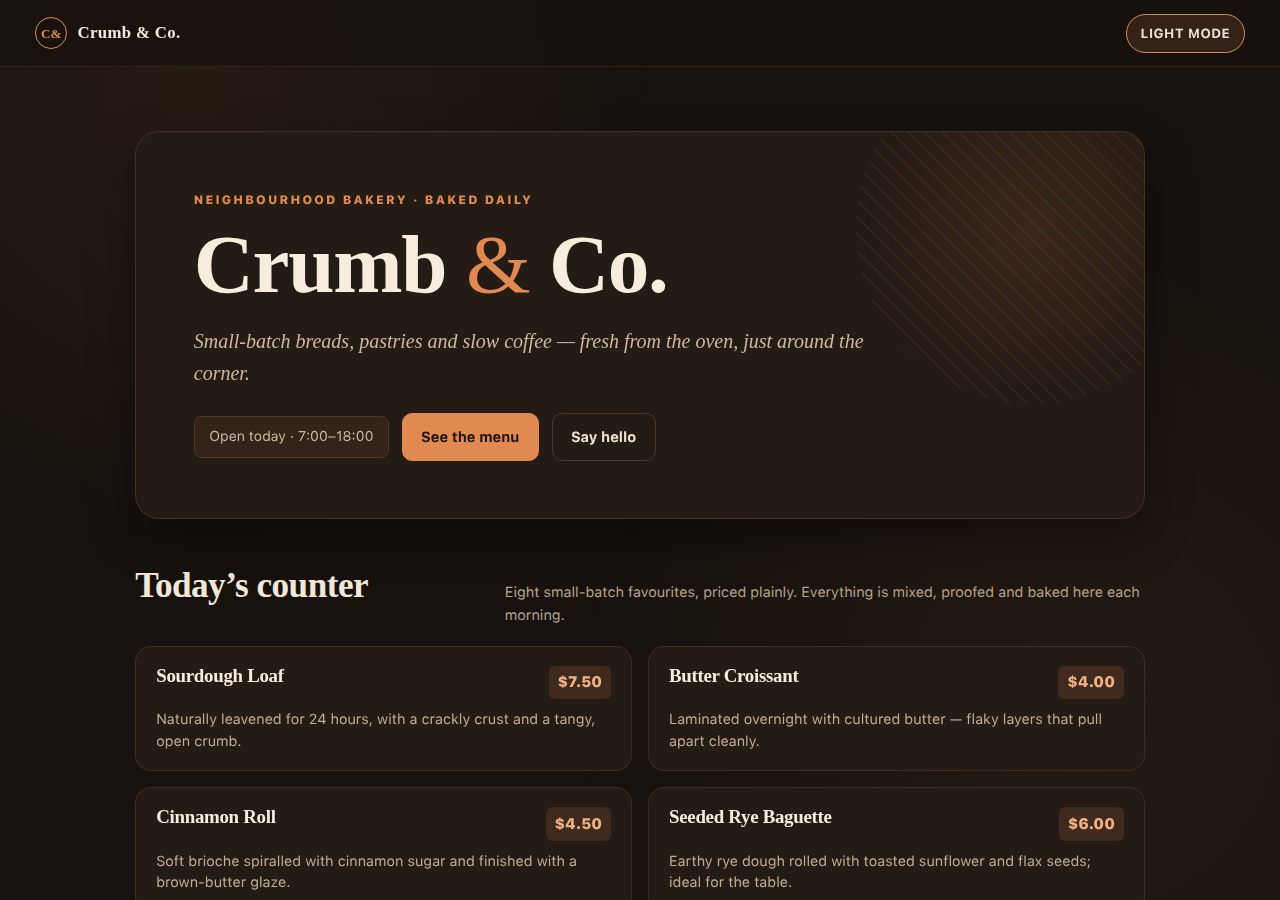 C&
Crumb & Co.
LIGHT MODE
NEIGHBOURHOOD BAKERY · BAKED DAILY
Crumb & Co.
Small-batch breads, pastries and slow coffee — fresh from the oven, just around the
corner.
Open today · 7:00–18:00
See the menu
Say hello
Today’s counter
Eight small-batch favourites, priced plainly. Everything is mixed, proofed and baked here each
morning.
Sourdough Loaf
$7.50
Naturally leavened for 24 hours, with a crackly crust and a tangy,
open crumb.
Butter Croissant
$4.00
Laminated overnight with cultured butter — flaky layers that pull
apart cleanly.
Cinnamon Roll
$4.50
Soft brioche spiralled with cinnamon sugar and finished with a
brown-butter glaze.
Seeded Rye Baguette
$6.00
Earthy rye dough rolled with toasted sunflower and flax seeds;
ideal for the table.